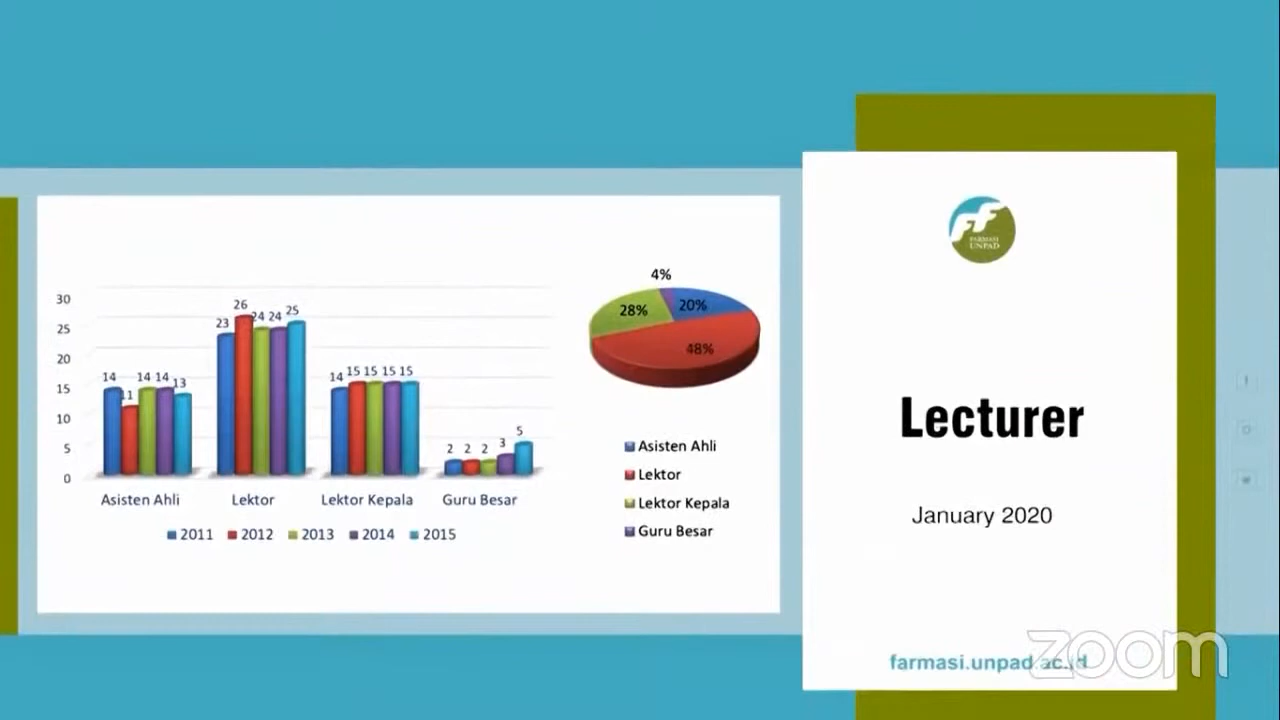 30
25
20
15
10
5
0
14 11 14 14 13
23 26 24 24 25
14 15 15 15 15
2 2 2 3 5
Asisten Ahli Lektor Lektor Kepala Guru Besar
2011 2012 2013 2014 2015
4%
28% 20%
48%
Asisten Ahli
Lektor
Lektor Kepala
Guru Besar
FARMASI
UNPAD
Lecturer
January 2020
farmasi.unpad.ac.id
zoom